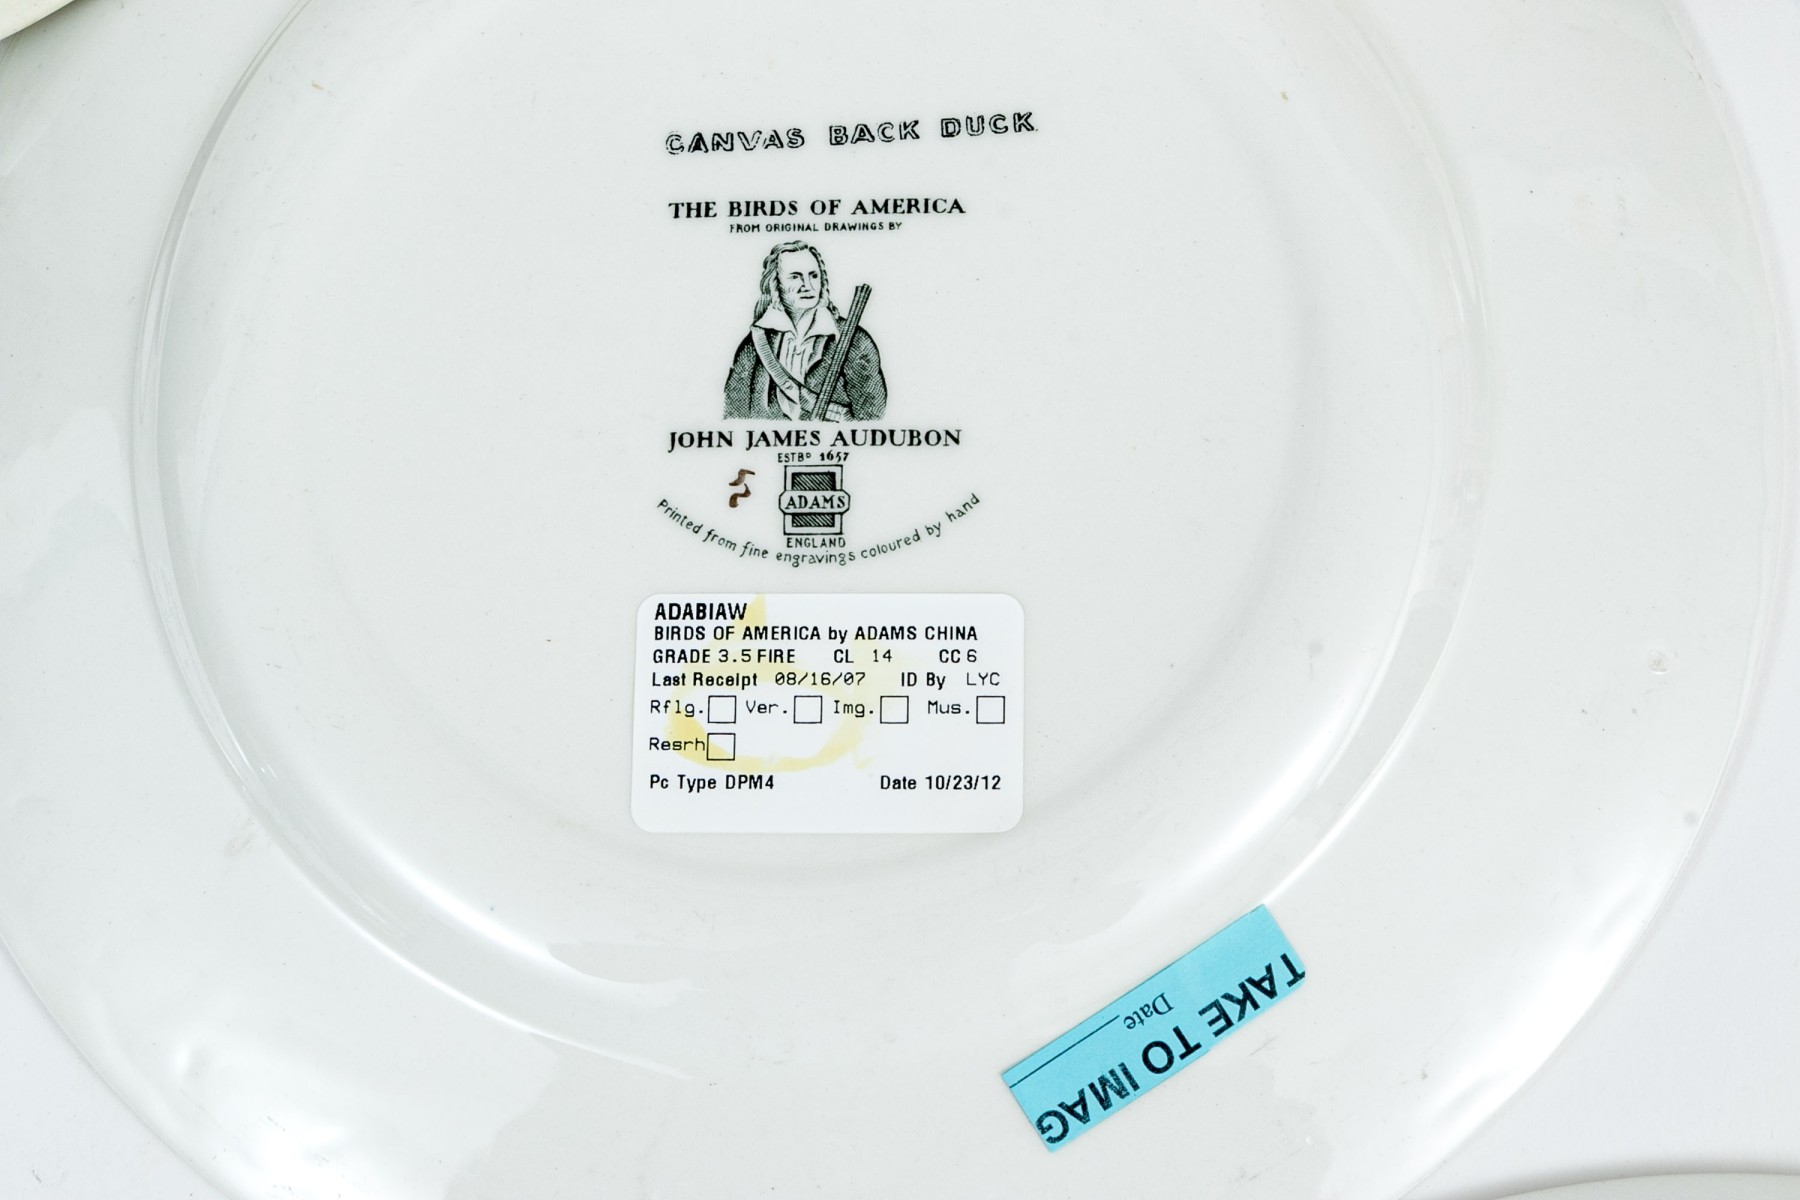 CANVAS BACK DUCK
THE BIRDS OF AMERICA
FROM ORIGINAL DRAWINGS BY
JOHN JAMES AUDUBON
ESTBD 1657
ADAMS
ENGLAND
Printed from fine engravings coloured by hand
ADABIAW
BIRDS OF AMERICA by ADAMS CHINA
GRADE 3.5 FIRE CL 14 CC 6
Last Receipt 08/16/07 ID By LYC
Rflg. Ver. Img. Mus.
Resrh
Pc Type DPM4 Date 10/23/12
TAKE TO IMAG
Date